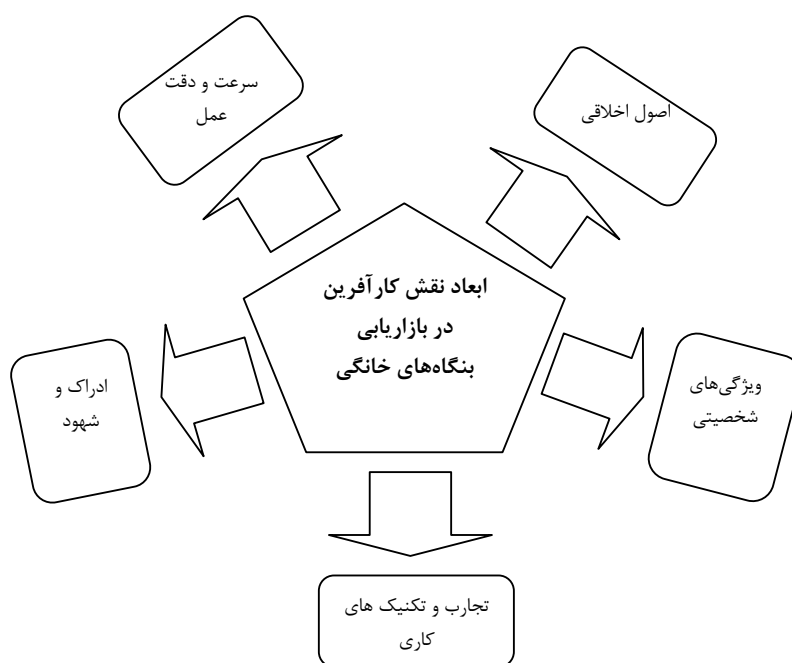 سرعت و دقت
عمل
اصول اخلاقی
ابعاد نقش کارآفرین
در بازاریابی
بنگاه‌های خانگی
ویژگی‌های
شخصیتی
ادراک و
شهود
تجارب و تکنیک های
کاری